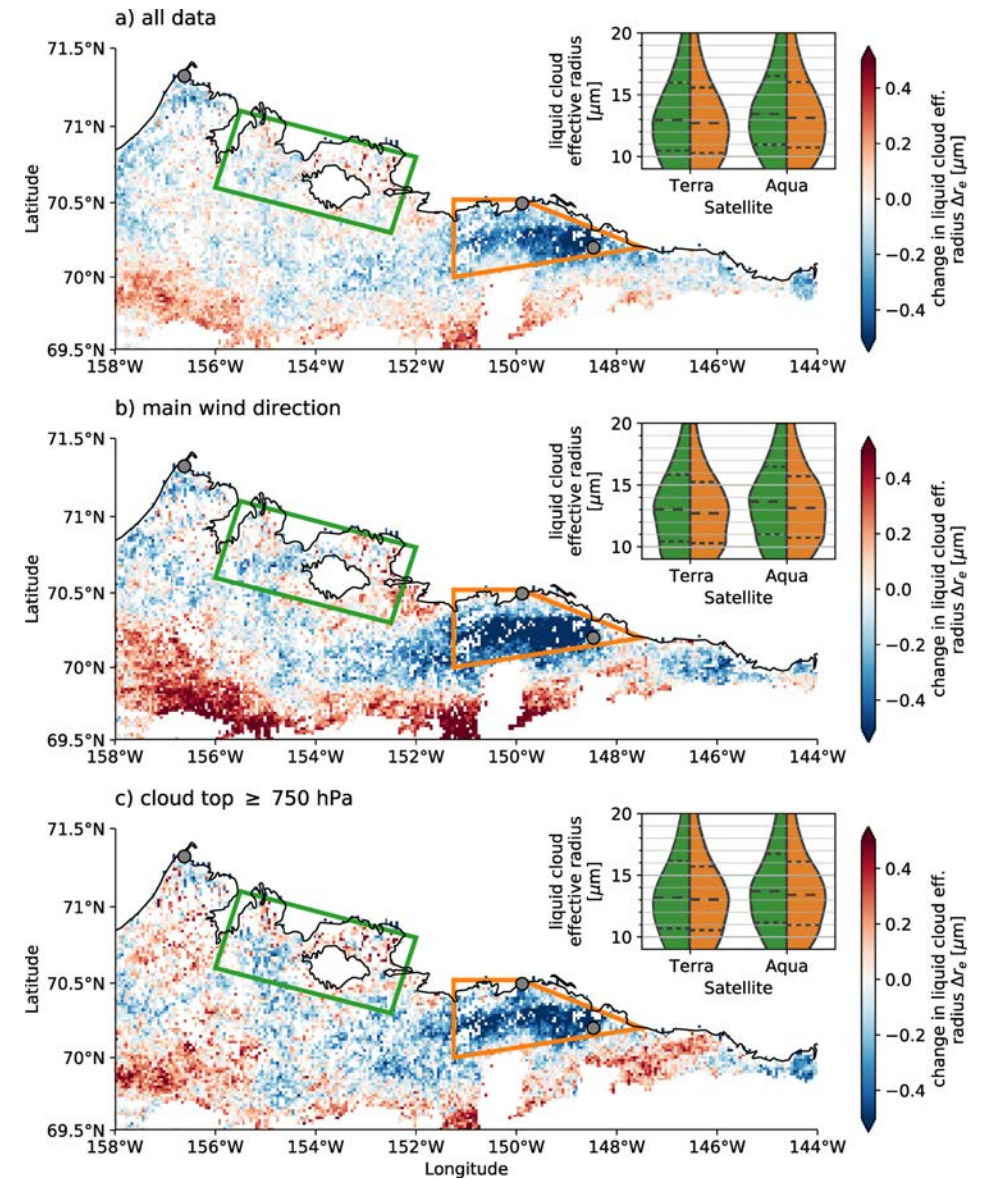 a) all data
71.5°N
71°N
70.5°N
70°N
69.5°N
Latitude
158°W 156°W 154°W 152°W 150°W 148°W 146°W 144°W
liquid cloud
effective radius
[μm]
20
15
10
Terra Aqua
Satellite
0.4
0.2
0.0
−0.2
−0.4
change in liquid cloud eff.
radius Δrₑ [μm]
b) main wind direction
71.5°N
71°N
70.5°N
70°N
69.5°N
Latitude
158°W 156°W 154°W 152°W 150°W 148°W 146°W 144°W
liquid cloud
effective radius
[μm]
20
15
10
Terra Aqua
Satellite
0.4
0.2
0.0
−0.2
−0.4
change in liquid cloud eff.
radius Δrₑ [μm]
c) cloud top ≥ 750 hPa
71.5°N
71°N
70.5°N
70°N
69.5°N
Latitude
158°W 156°W 154°W 152°W 150°W 148°W 146°W 144°W
Longitude
liquid cloud
effective radius
[μm]
20
15
10
Terra Aqua
Satellite
0.4
0.2
0.0
−0.2
−0.4
change in liquid cloud eff.
radius Δrₑ [μm]